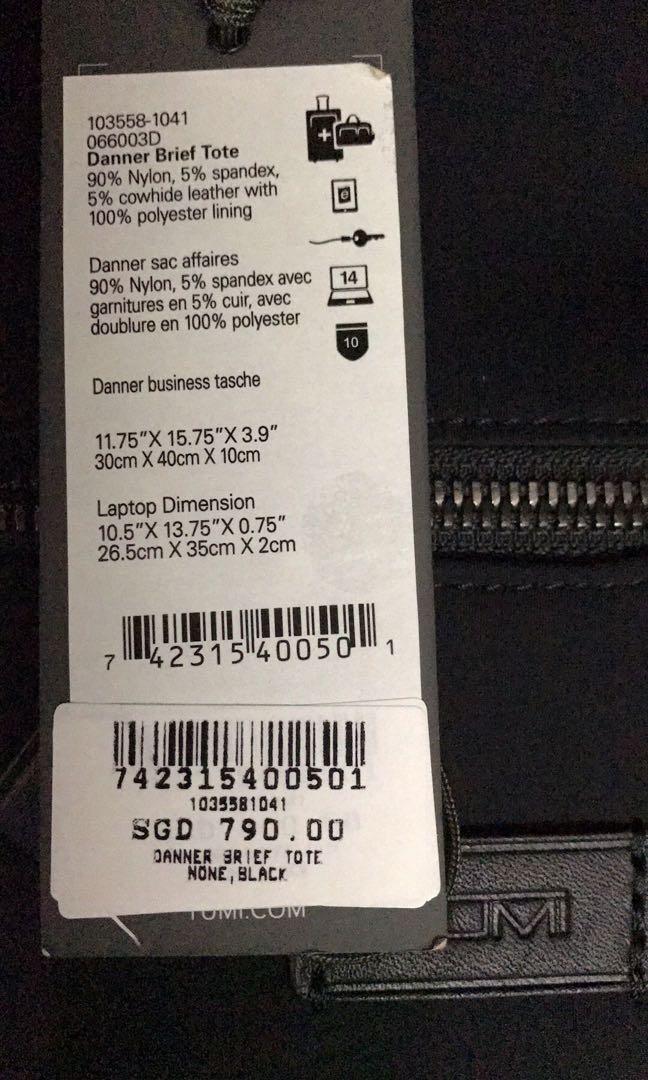 103558-1041
066003D
Danner Brief Tote
90% Nylon, 5% spandex,
5% cowhide leather with
100% polyester lining
Danner sac affaires
90% Nylon, 5% spandex avec
garnitures en 5% cuir, avec
doublure en 100% polyester
14
10
Danner business tasche
11.75"X 15.75"X 3.9"
30cm X 40cm X 10cm
Laptop Dimension
10.5"X 13.75"X 0.75"
26.5cm X 35cm X 2cm
7 42315 40050 1
742315400501
1035581041
SGD 790.00
DANNER BRIEF TOTE
NONE,BLACK
TUMI.COM
UMI